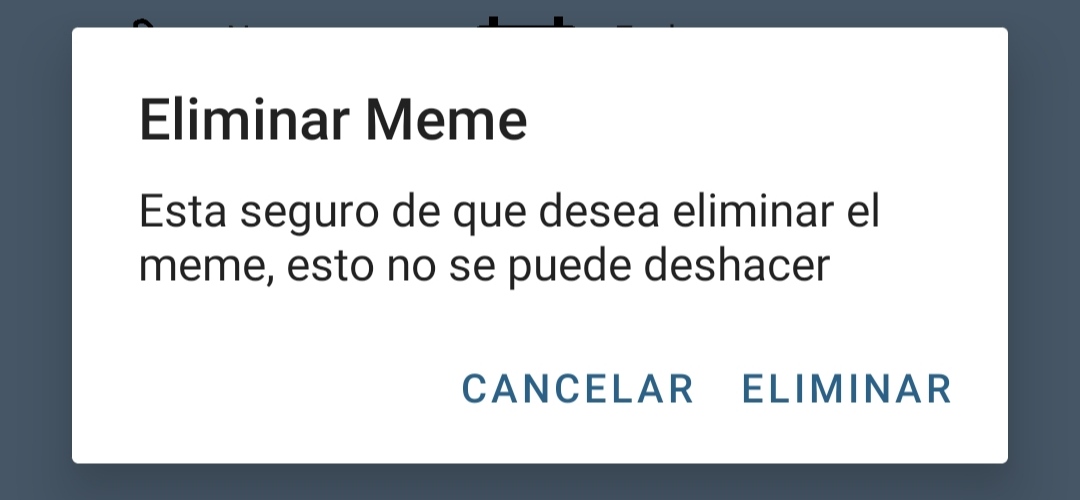 Eliminar Meme
Esta seguro de que desea eliminar el
meme, esto no se puede deshacer
CANCELAR ELIMINAR